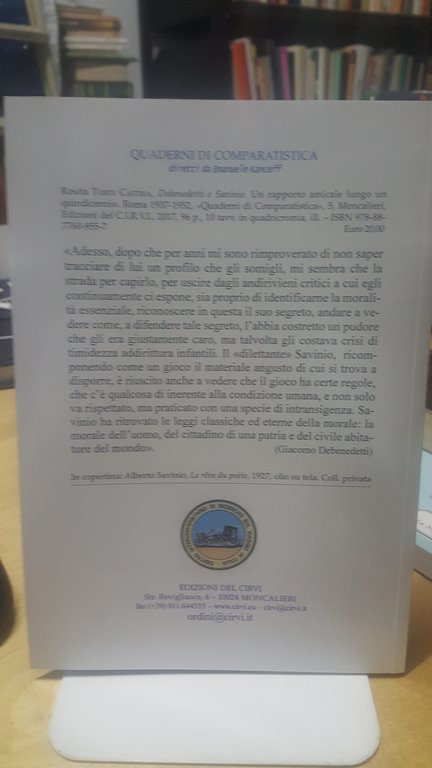 QUADERNI DI COMPARATISTICA
diretti da Emanuele Kanceff
Rosita Tordi Castria, Debenedetti e Savinio. Un rapporto amicale lungo un
quindicennio. Roma 1937-1952, «Quaderni di Comparatistica», 5. Moncalieri,
Edizioni del C.I.R.V.I., 2017, 96 p., 10 tavv. in quadricromia, ill. – ISBN 978-88-
7760-855-7 Euro 20,00
«Adesso, dopo che per anni mi sono rimproverato di non saper
tracciare di lui un profilo che gli somigli, mi sembra che la
strada per capirlo, per uscire dagli andirivieni critici a cui egli
continuamente ci espone, sia proprio di identificarne la morali-
tà essenziale, riconoscere in questa il suo segreto, andare a ve-
dere come, a difendere tale segreto, l'abbia costretto un pudore
che gli era giustamente caro, ma talvolta gli costava crisi di
timidezza addirittura infantili. Il «dilettante» Savinio, ricom-
ponendo come un gioco il materiale angusto di cui si trova a
disporre, è riuscito anche a vedere che il gioco ha certe regole,
che c'è qualcosa di inerente alla condizione umana, e non solo
va rispettato, ma praticato con una specie di intransigenza. Sa-
vinio ha ritrovato le leggi classiche ed eterne della morale: la
morale dell'uomo, del cittadino di una patria e del civile abita-
tore del mondo». (Giacomo Debenedetti)
In copertina: Alberto Savinio, Le rêve du poète, 1927, olio su tela. Coll. privata
EDIZIONI DEL CIRVI
Str. Revigliasco, 6 – 10024 MONCALIERI
fax (+39) 011.644355 – www.cirvi.eu – cirvi@cirvi.it
ordini@cirvi.it